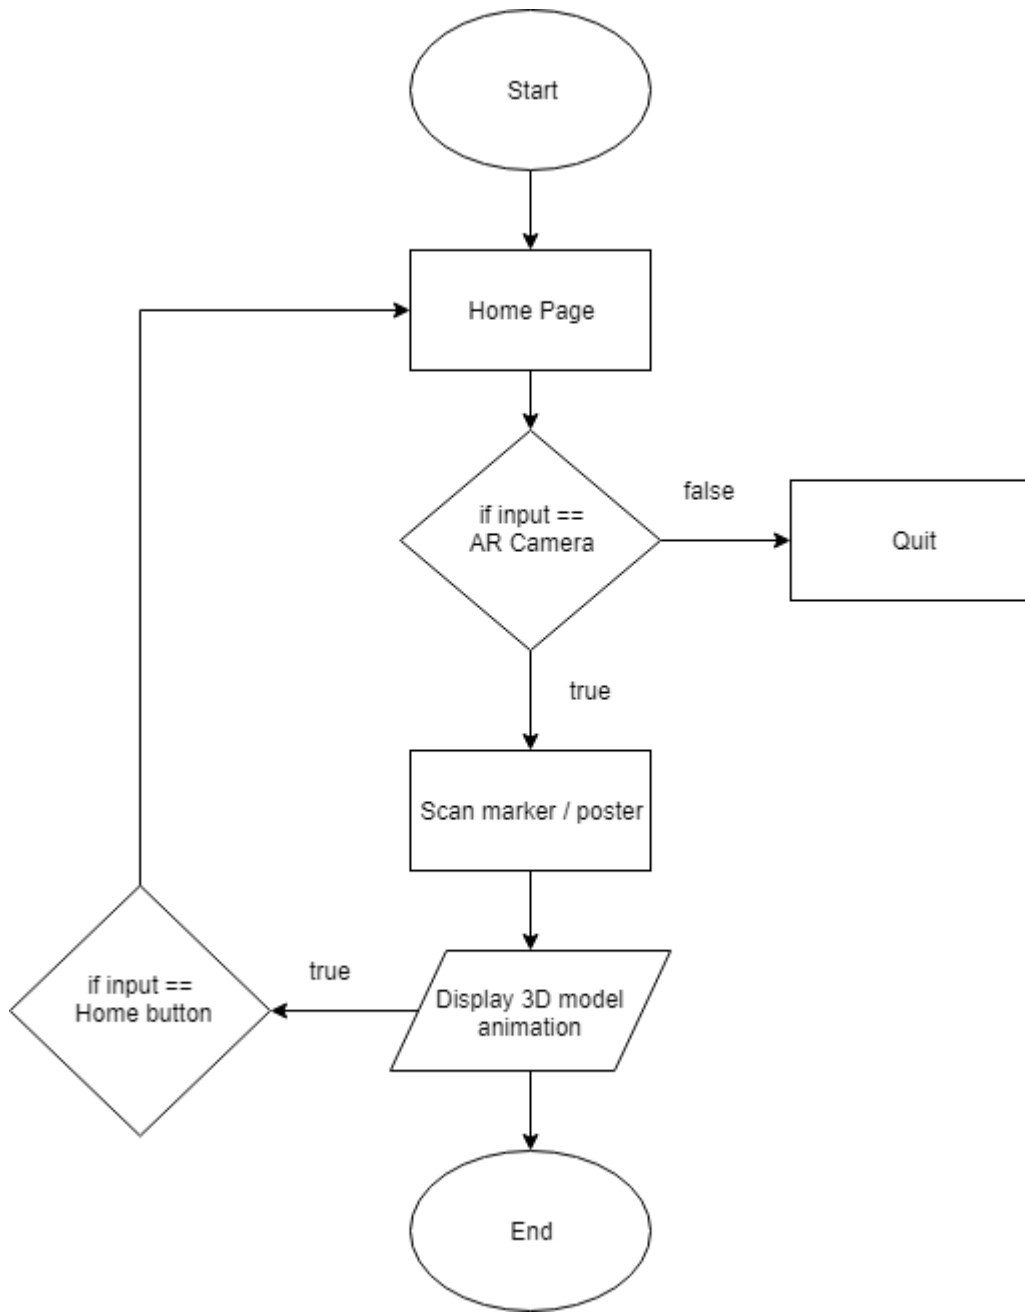 Start
Home Page
if input ==
AR Camera
false
Quit
true
Scan marker / poster
Display 3D model
animation
true
if input ==
Home button
End